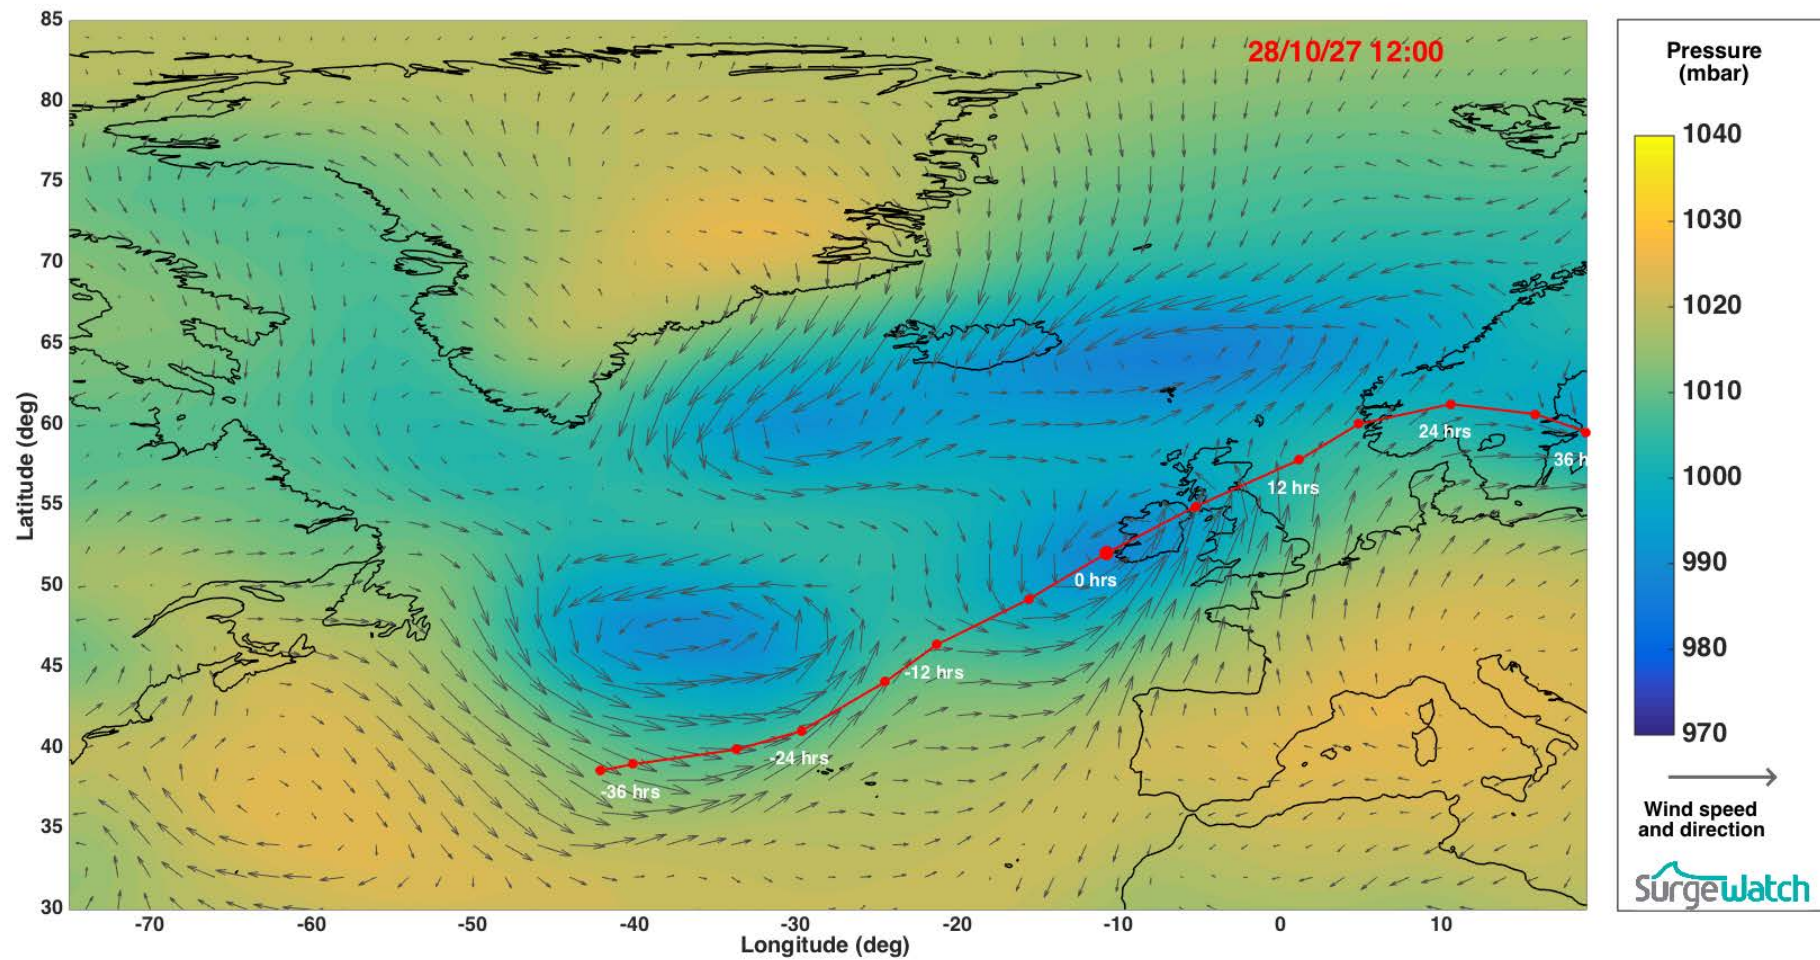 28/10/27 12:00
85
80
75
70
65
60
55
50
45
40
35
30
Latitude (deg)
-70
-60
-50
-40
-30
-20
-10
0
10
Longitude (deg)
-36 hrs
-24 hrs
-12 hrs
0 hrs
12 hrs
24 hrs
36 h
Pressure
(mbar)
1040
1030
1020
1010
1000
990
980
970
Wind speed
and direction
Surgewatch